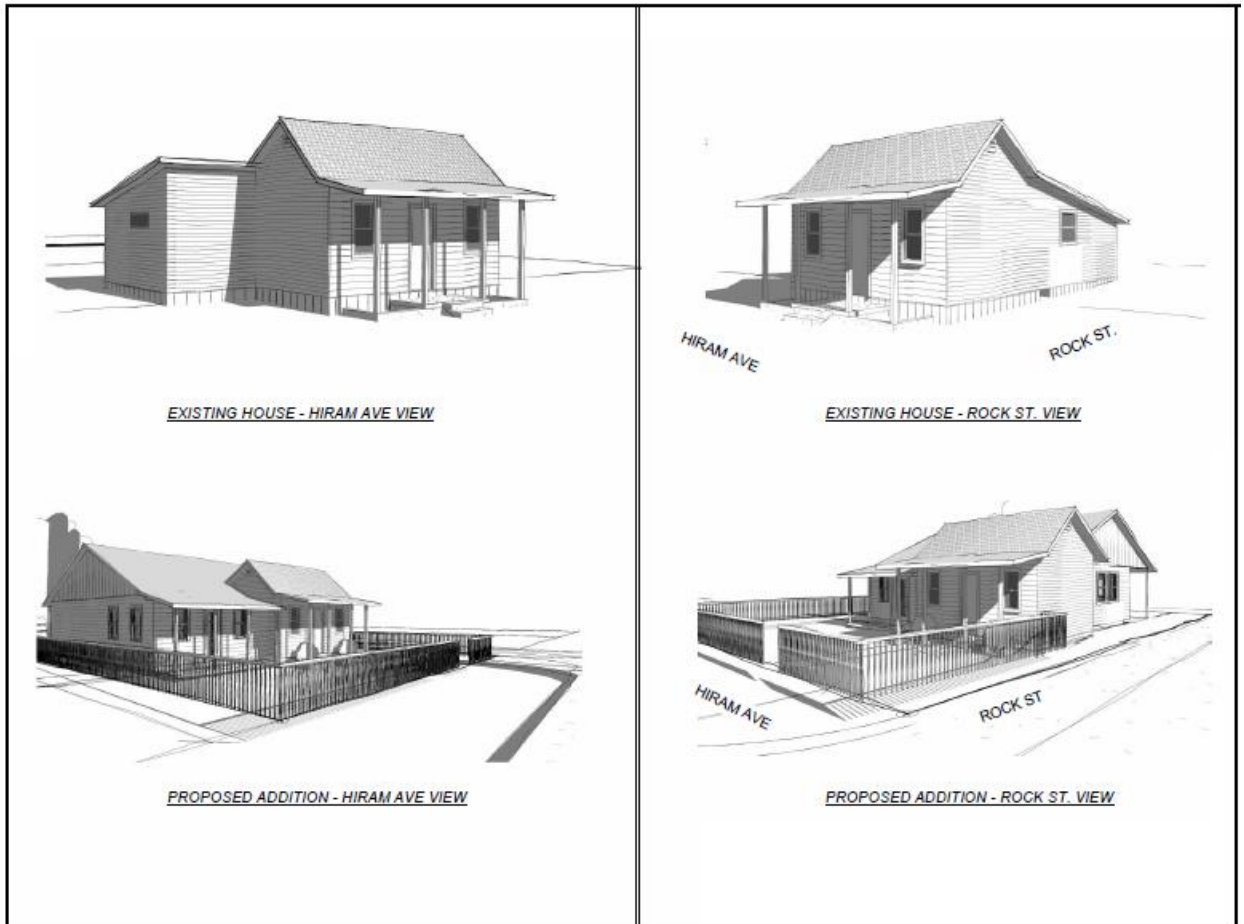 HIRAM AVE
ROCK ST.
EXISTING HOUSE - HIRAM AVE VIEW
EXISTING HOUSE - ROCK ST. VIEW
HIRAM AVE
ROCK ST
PROPOSED ADDITION - HIRAM AVE VIEW
PROPOSED ADDITION - ROCK ST. VIEW